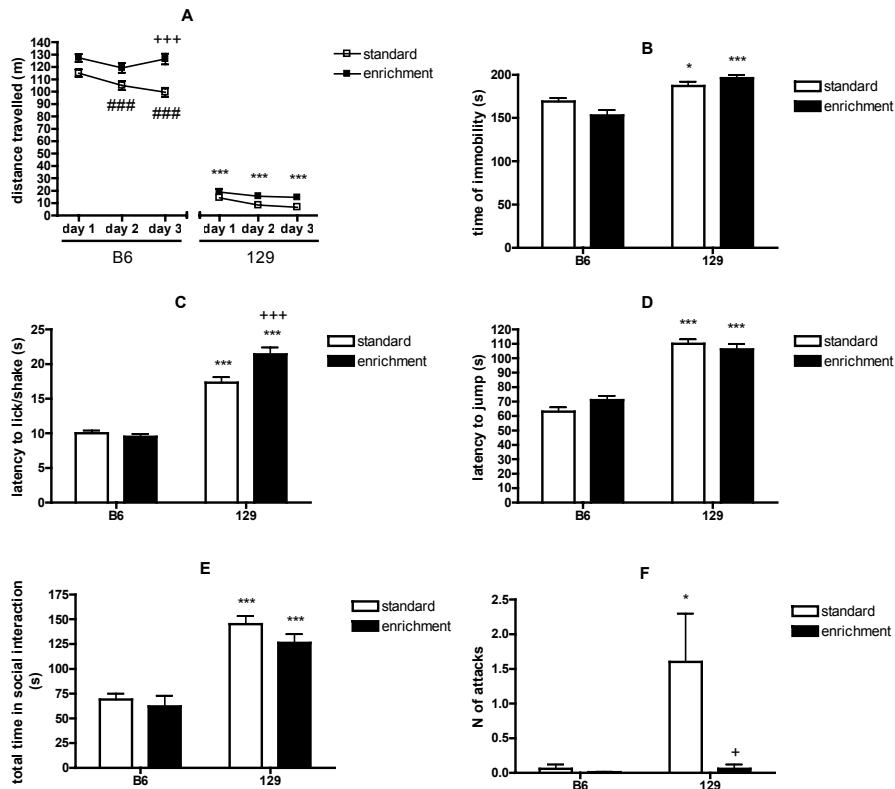 A
distance travelled (m)
140
130
120
110
100
90
80
70
60
50
40
30
20
10
0
+++
### ###
*** *** ***
day 1 day 2 day 3 day 1 day 2 day 3
B6 129
standard
enrichment
B
time of immobility (s)
200
150
100
50
0
* ***
B6 129
standard
enrichment
C
latency to lick/shake (s)
25
20
15
10
5
0
+++
*** ***
B6 129
standard
enrichment
D
latency to jump (s)
120
110
100
90
80
70
60
50
40
30
20
10
0
*** ***
B6 129
standard
enrichment
E
total time in social interaction
(s)
175
150
125
100
75
50
25
0
*** ***
B6 129
standard
enrichment
F
N of attacks
2.5
2.0
1.5
1.0
0.5
0.0
*
+
B6 129
standard
enrichment